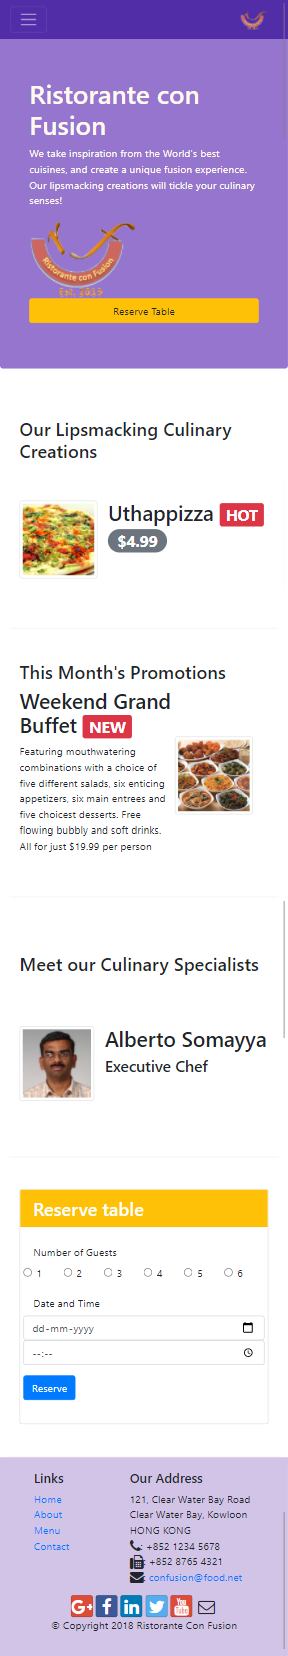 Ristorante con
Fusion
We take inspiration from the World's best
cuisines, and create a unique fusion experience.
Our lipsmacking creations will tickle your culinary
senses!
Ristorante con Fusion
Est. 2013
Reserve Table
Our Lipsmacking Culinary
Creations
Uthappizza HOT
$4.99
This Month's Promotions
Weekend Grand
Buffet NEW
Featuring mouthwatering
combinations with a choice of
five different salads, six enticing
appetizers, six main entrees and
five choicest desserts. Free
flowing bubbly and soft drinks.
All for just $19.99 per person
Meet our Culinary Specialists
Alberto Somayya
Executive Chef
Reserve table
Number of Guests
1 2 3 4 5 6
Date and Time
dd-mm-yyyy
--:--
Reserve
Links
Home
About
Menu
Contact
Our Address
121, Clear Water Bay Road
Clear Water Bay, Kowloon
HONG KONG
: +852 1234 5678
: +852 8765 4321
: confusion@food.net
G+ f in You Tube
© Copyright 2018 Ristorante Con Fusion